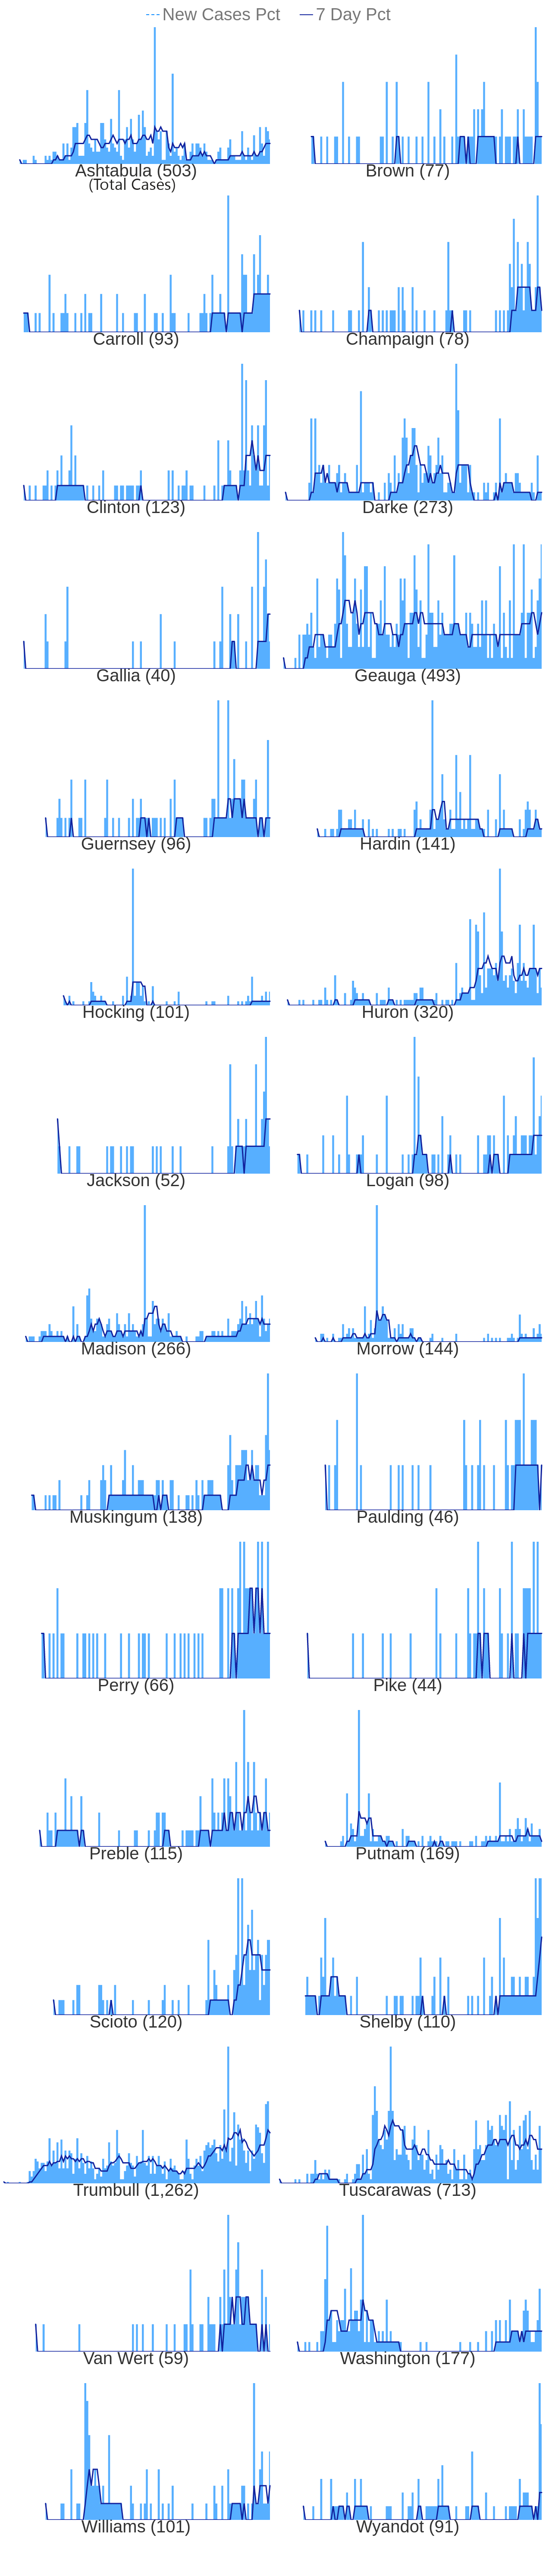 New Cases Pct 7 Day Pct
Ashtabula (503) Brown (77)
(Total Cases)
Carroll (93) Champaign (78)
Clinton (123) Darke (273)
Gallia (40) Geauga (493)
Guernsey (96) Hardin (141)
Hocking (101) Huron (320)
Jackson (52) Logan (98)
Madison (266) Morrow (144)
Muskingum (138) Paulding (46)
Perry (66) Pike (44)
Preble (115) Putnam (169)
Scioto (120) Shelby (110)
Trumbull (1,262) Tuscarawas (713)
Van Wert (59) Washington (177)
Williams (101) Wyandot (91)